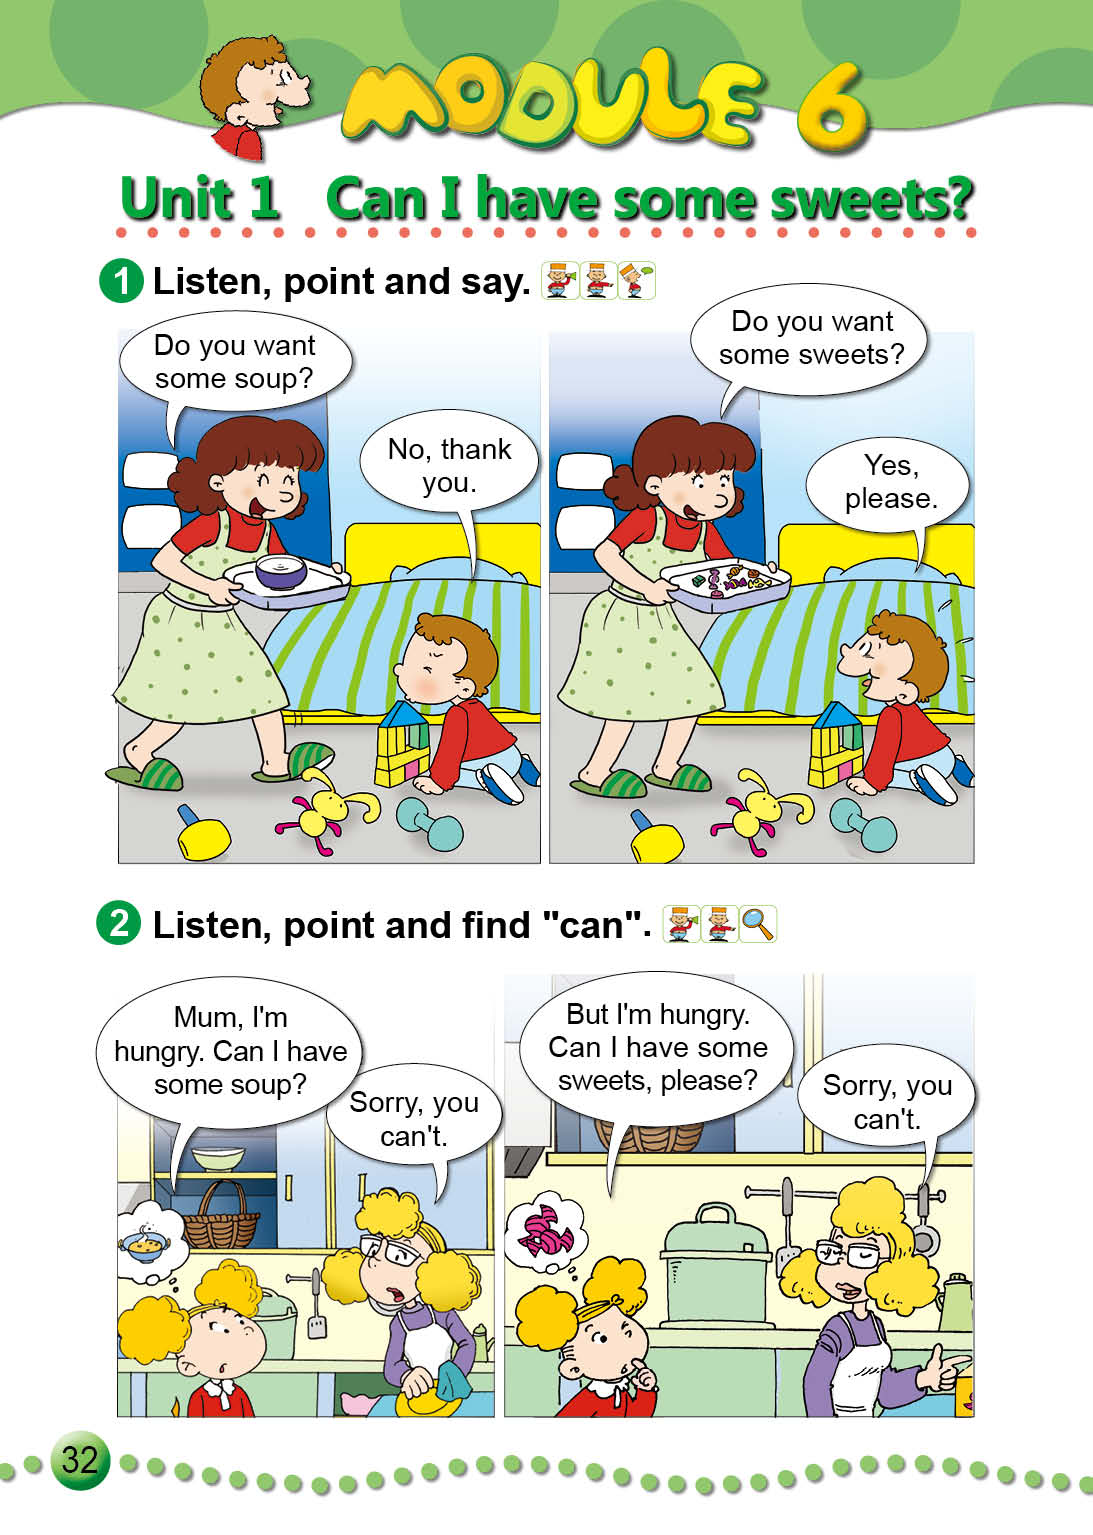 MODULE 6
Unit 1 Can I have some sweets?
1 Listen, point and say.
Do you want
some soup?
No, thank
you.
Do you want
some sweets?
Yes,
please.
2 Listen, point and find "can".
Mum, I'm
hungry. Can I have
some soup?
Sorry, you
can't.
But I'm hungry.
Can I have some
sweets, please?
Sorry, you
can't.
32